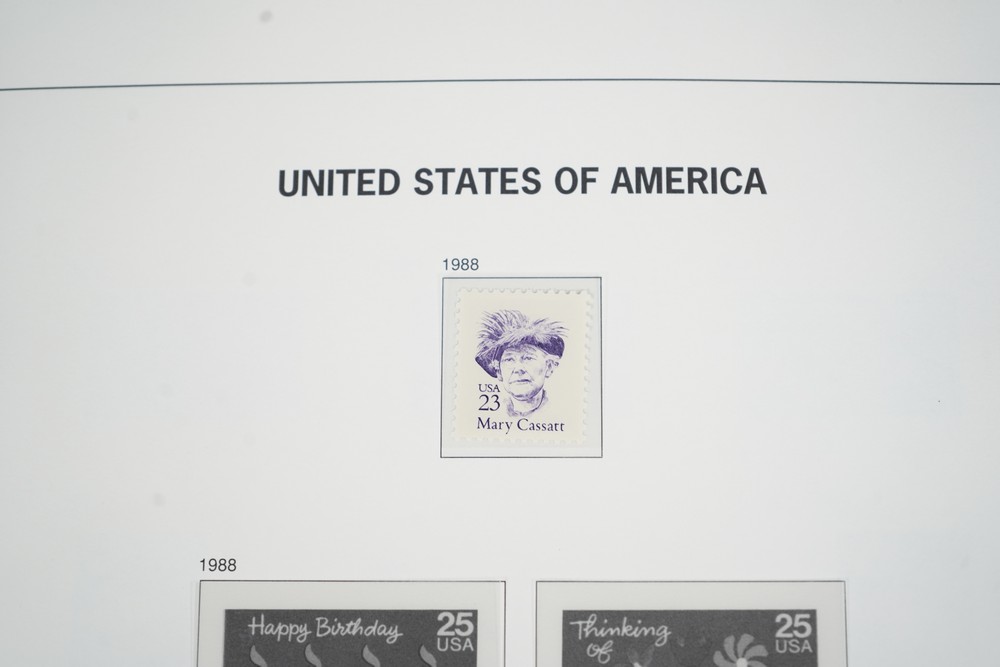 UNITED STATES OF AMERICA
1988
USA
23
Mary Cassatt
1988
Happy Birthday
25
USA
Thinking
of
25
USA